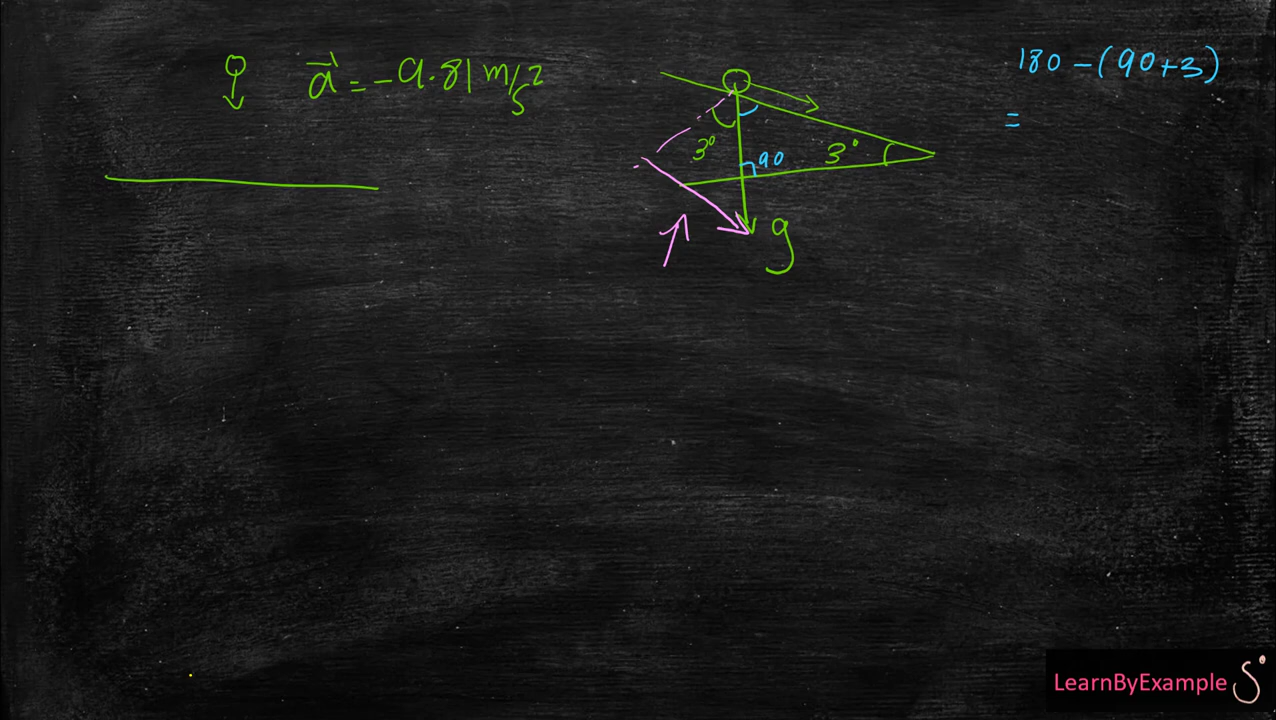 a⃗ = -9.81 m/s²
180 - (90+3)
=
90
3°
3°
g
LearnByExample